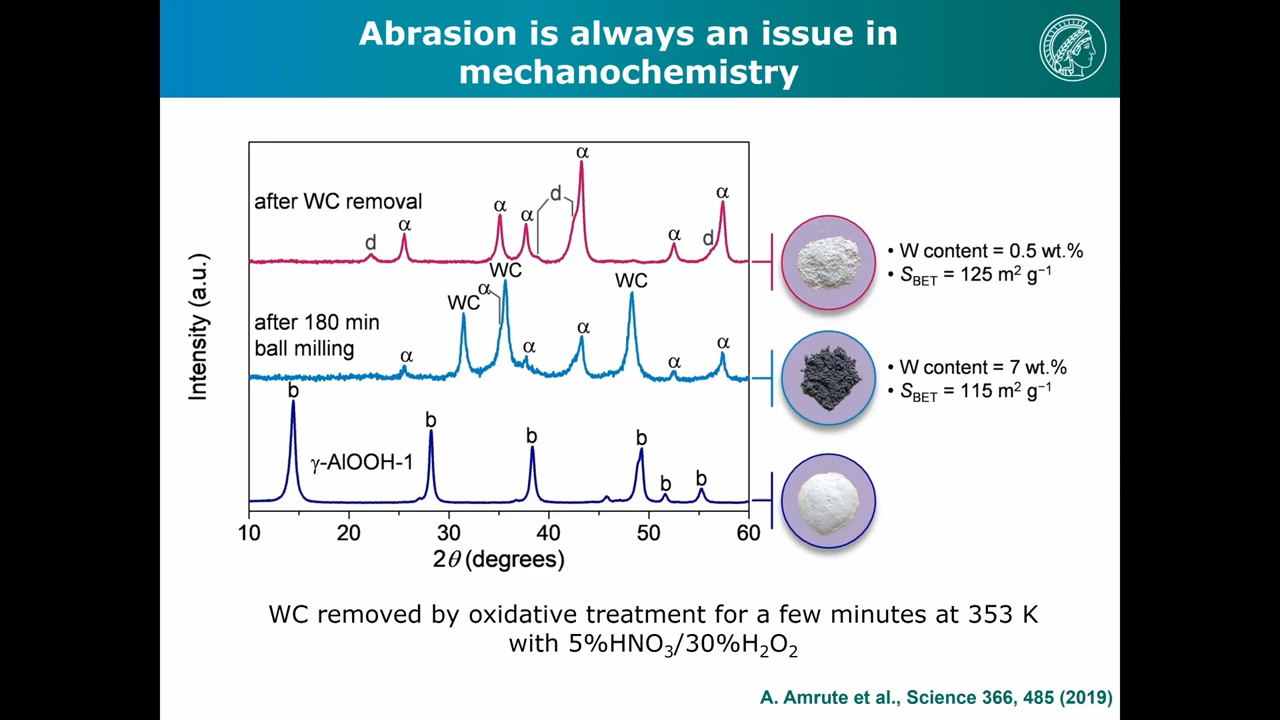 Abrasion is always an issue in
mechanochemistry
after WC removal
d
α
α
α
d
α
α
d
α
after 180 min
ball milling
α
WC
α
WC
α
α
WC
α
α
γ-AlOOH-1
b
b
b
b
b
b
Intensity (a.u.)
10
20
30
40
50
60
2θ (degrees)
• W content = 0.5 wt.%
• S_BET = 125 m² g⁻¹
• W content = 7 wt.%
• S_BET = 115 m² g⁻¹
WC removed by oxidative treatment for a few minutes at 353 K
with 5%HNO₃/30%H₂O₂
A. Amrute et al., Science 366, 485 (2019)